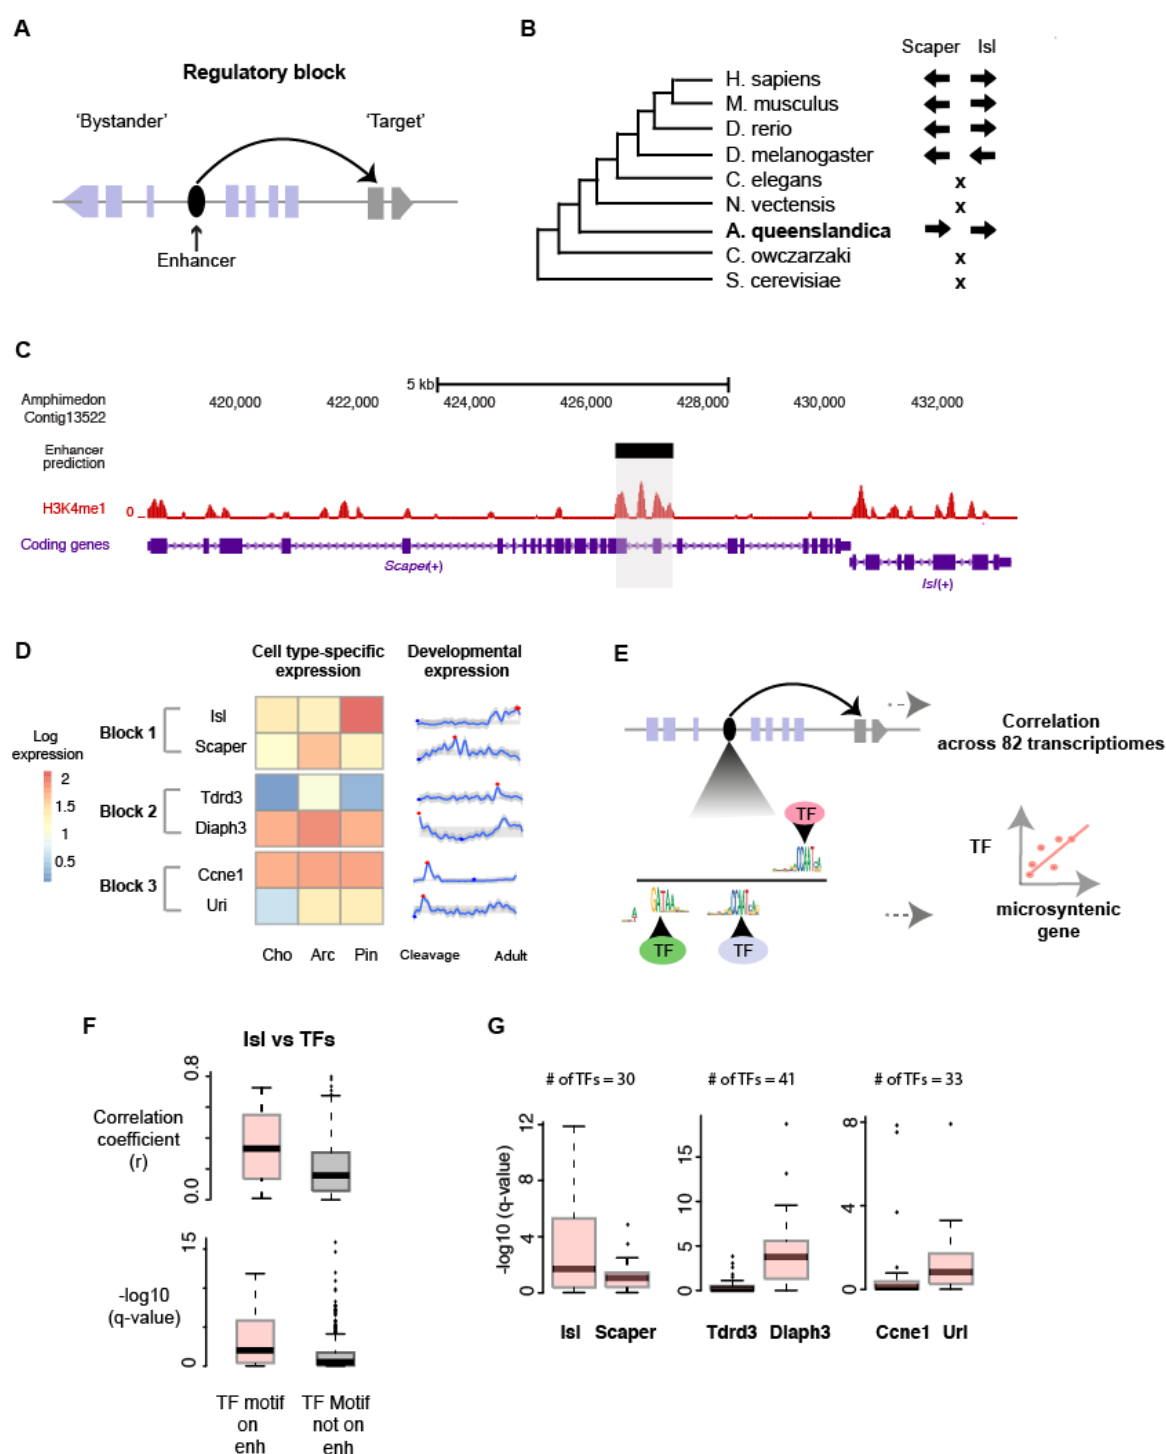 A
Regulatory block
'Bystander'
'Target'
Enhancer
B
Scaper Isl
H. sapiens
M. musculus
D. rerio
D. melanogaster
C. elegans x
N. vectensis x
A. queenslandica
C. owczarzaki x
S. cerevisiae x
C
5 kb
Amphimedon
Contig13522
420,000 422,000 424,000 426,000 428,000 430,000 432,000
Enhancer
prediction
H3K4me1 0
Coding genes
Scaper(+)
Isl(+)
D
Cell type-specific
expression
Developmental
expression
Log
expression
2
1.5
1
0.5
Block 1
Isl
Scaper
Block 2
Tdrd3
Diaph3
Block 3
Ccne1
Uri
Cho Arc Pin
Cleavage Adult
E
Correlation
across 82 transcriptiomes
TF
CCAAT
GATAA
CCAAT
TF
TF
TF
microsyntenic
gene
F
Isl vs TFs
Correlation
coefficient
(r)
0.8
0.0
-log10
(q-value)
15
0
TF motif
on
enh
TF Motif
not on
enh
G
# of TFs = 30
# of TFs = 41
# of TFs = 33
-log10 (q-value)
12
8
4
0
Isl Scaper
15
10
5
0
Tdrd3 Diaph3
8
4
0
Ccne1 Uri